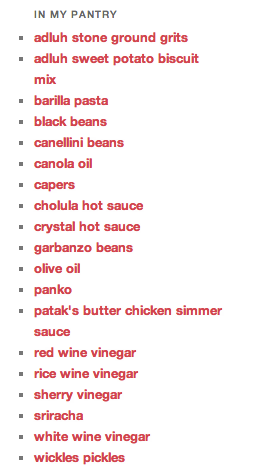 IN MY PANTRY
adluh stone ground grits
adluh sweet potato biscuit
mix
barilla pasta
black beans
canellini beans
canola oil
capers
cholula hot sauce
crystal hot sauce
garbanzo beans
olive oil
panko
patak's butter chicken simmer
sauce
red wine vinegar
rice wine vinegar
sherry vinegar
sriracha
white wine vinegar
wickles pickles